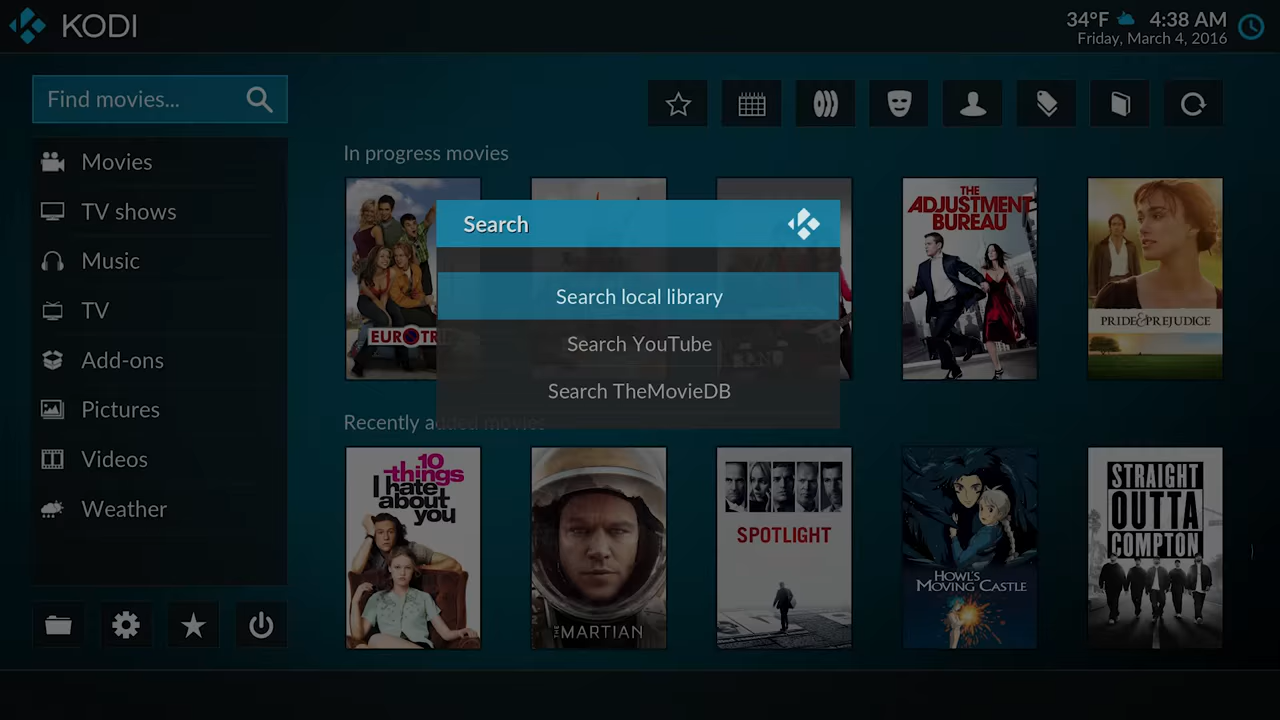 KODI
34°F 4:38 AM
Friday, March 4, 2016
Find movies...
Movies
TV shows
Music
TV
Add-ons
Pictures
Videos
Weather
In progress movies
Search
Search local library
Search YouTube
Search TheMovieDB
THE
ADJUSTMENT
BUREAU
PRIDE & PREJUDICE
Recently added movies
10
things
I hate
about
you
THE MARTIAN
SPOTLIGHT
HOWL'S
MOVING CASTLE
STRAIGHT
OUTTA
COMPTON